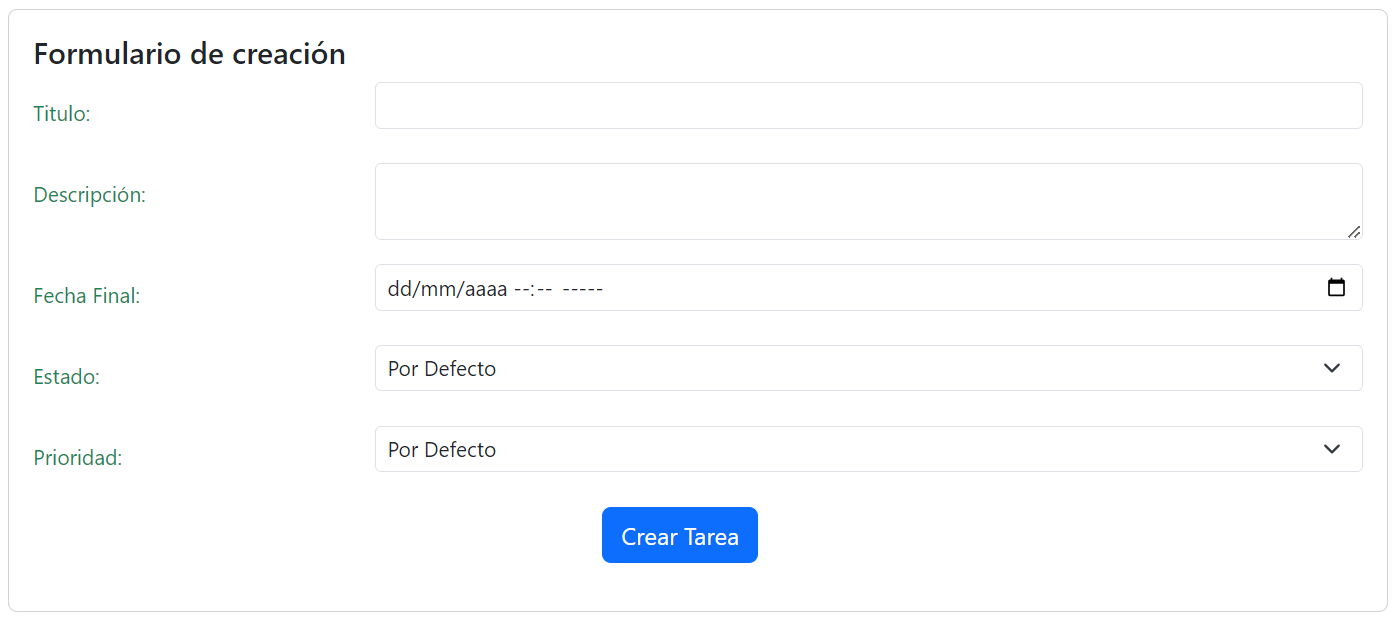 Formulario de creación
Titulo:
Descripción:
Fecha Final:
dd/mm/aaaa --:-- -----
Estado:
Por Defecto
Prioridad:
Por Defecto
Crear Tarea